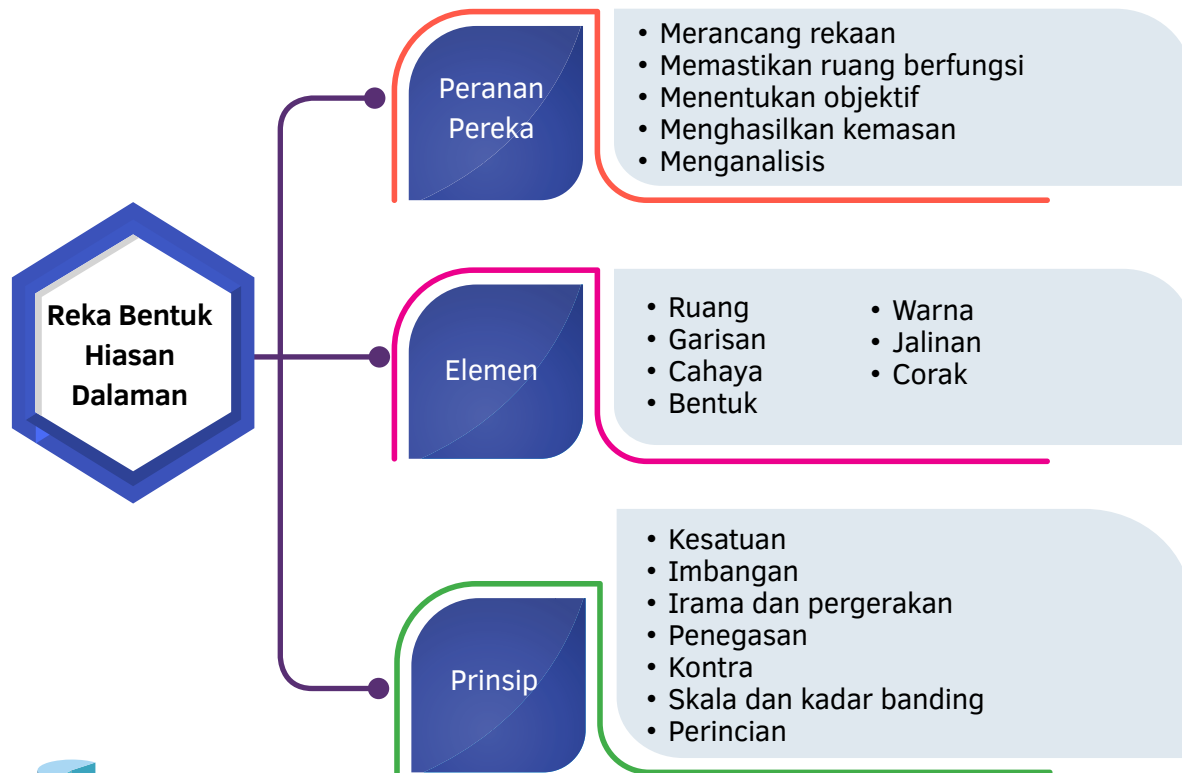 Reka Bentuk
Hiasan
Dalaman
Peranan
Pereka
• Merancang rekaan
• Memastikan ruang berfungsi
• Menentukan objektif
• Menghasilkan kemasan
• Menganalisis
Elemen
• Ruang
• Garisan
• Cahaya
• Bentuk
• Warna
• Jalinan
• Corak
Prinsip
• Kesatuan
• Imbangan
• Irama dan pergerakan
• Penegasan
• Kontra
• Skala dan kadar banding
• Perincian